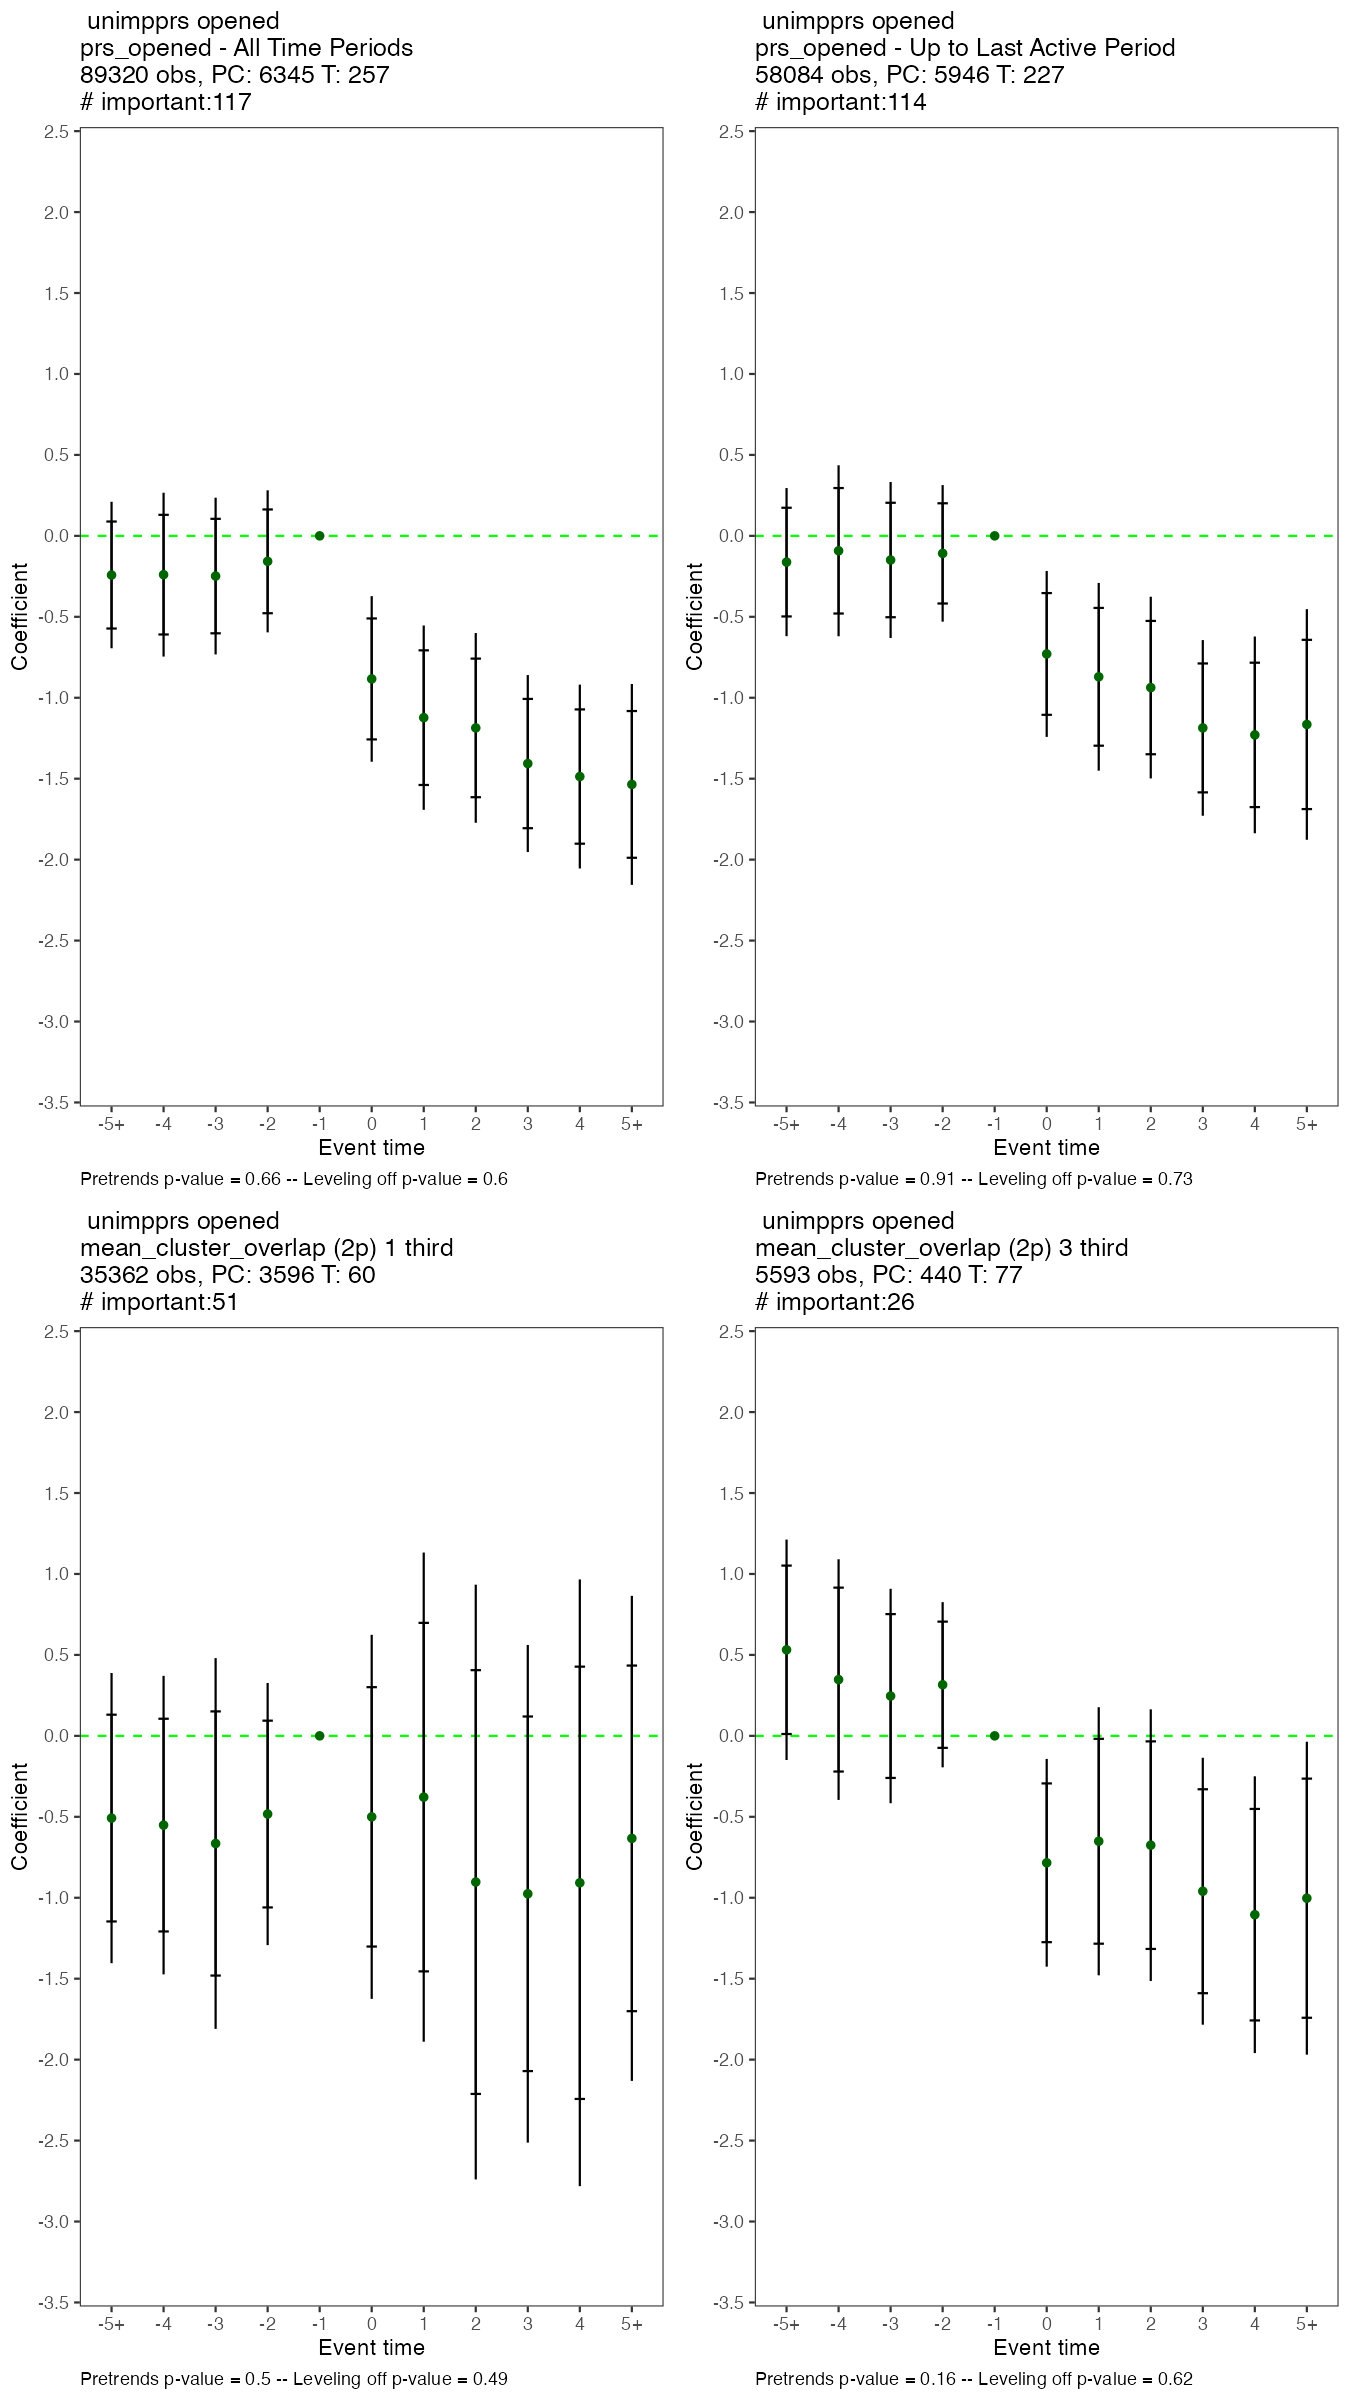 unimpprs opened
prs_opened - All Time Periods
89320 obs, PC: 6345 T: 257
# important:117
2.5
2.0
1.5
1.0
0.5
0.0
-0.5
-1.0
-1.5
-2.0
-2.5
-3.0
-3.5
Coefficient
-5+ -4 -3 -2 -1 0 1 2 3 4 5+
Event time
Pretrends p-value = 0.66 -- Leveling off p-value = 0.6
unimpprs opened
prs_opened - Up to Last Active Period
58084 obs, PC: 5946 T: 227
# important:114
2.5
2.0
1.5
1.0
0.5
0.0
-0.5
-1.0
-1.5
-2.0
-2.5
-3.0
-3.5
Coefficient
-5+ -4 -3 -2 -1 0 1 2 3 4 5+
Event time
Pretrends p-value = 0.91 -- Leveling off p-value = 0.73
unimpprs opened
mean_cluster_overlap (2p) 1 third
35362 obs, PC: 3596 T: 60
# important:51
2.5
2.0
1.5
1.0
0.5
0.0
-0.5
-1.0
-1.5
-2.0
-2.5
-3.0
-3.5
Coefficient
-5+ -4 -3 -2 -1 0 1 2 3 4 5+
Event time
Pretrends p-value = 0.5 -- Leveling off p-value = 0.49
unimpprs opened
mean_cluster_overlap (2p) 3 third
5593 obs, PC: 440 T: 77
# important:26
2.5
2.0
1.5
1.0
0.5
0.0
-0.5
-1.0
-1.5
-2.0
-2.5
-3.0
-3.5
Coefficient
-5+ -4 -3 -2 -1 0 1 2 3 4 5+
Event time
Pretrends p-value = 0.16 -- Leveling off p-value = 0.62